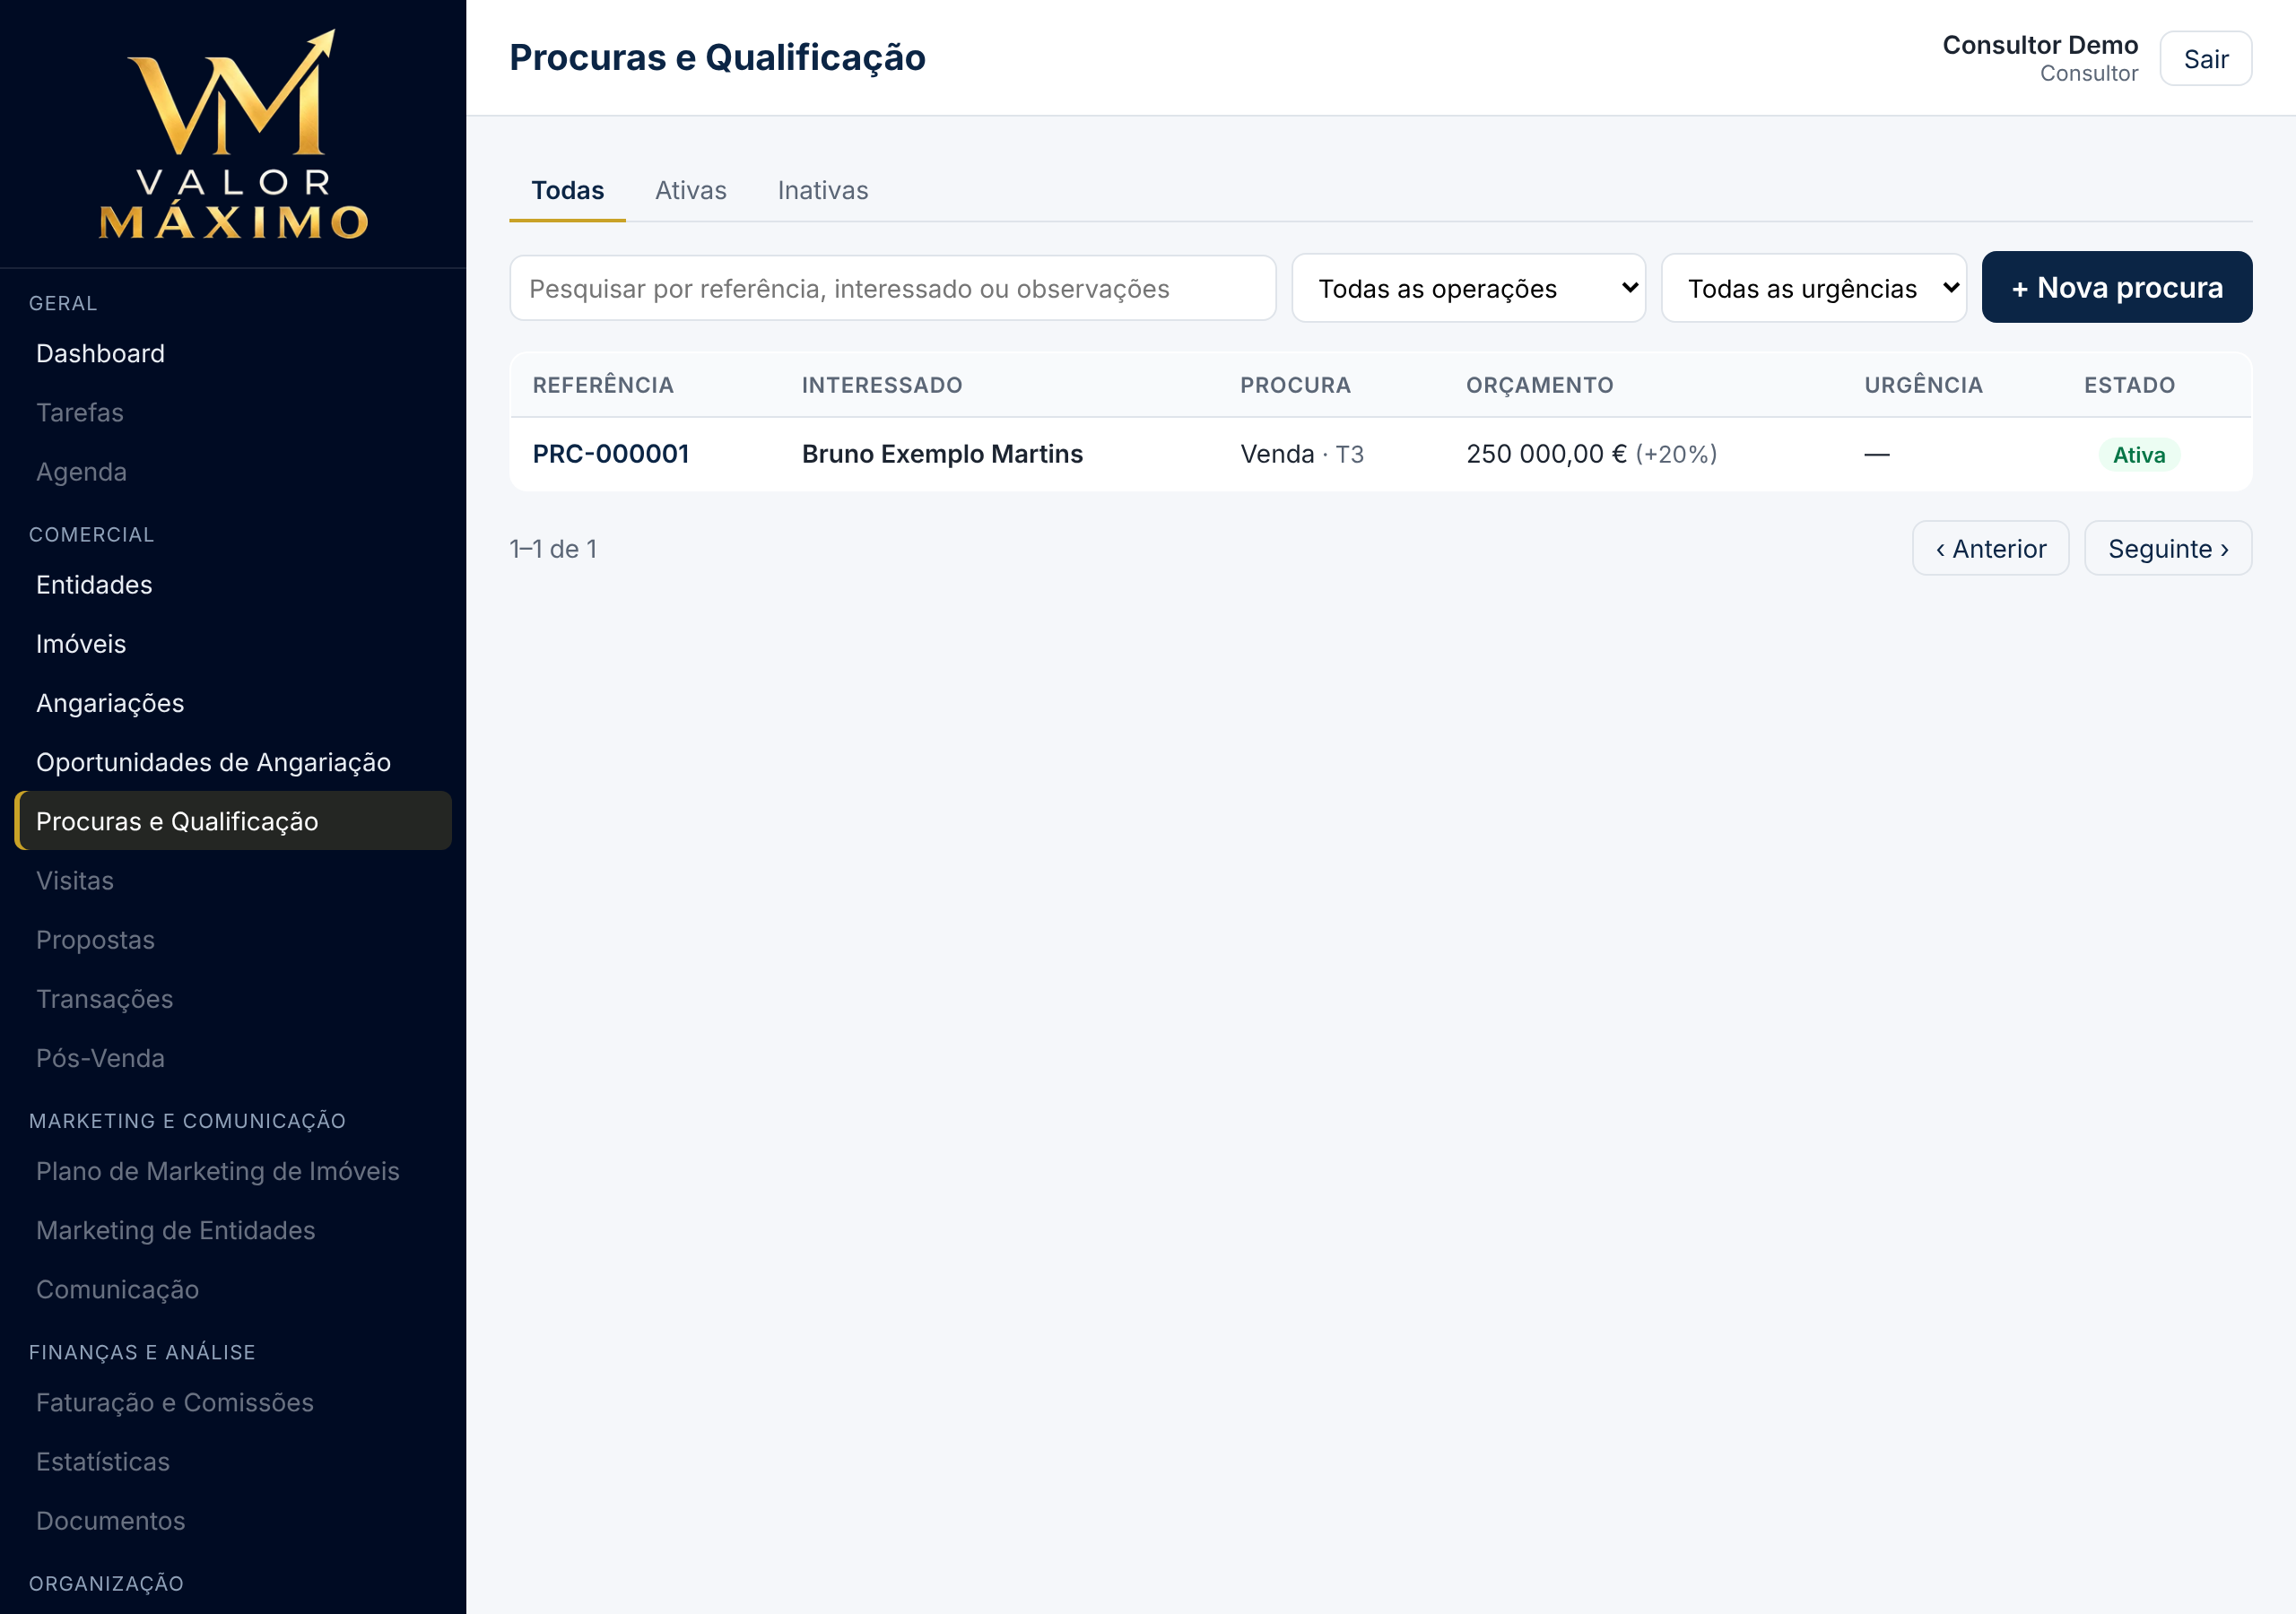 VM
VALOR
MÁXIMO
GERAL
Dashboard
Tarefas
Agenda
COMERCIAL
Entidades
Imóveis
Angariações
Oportunidades de Angariação
Procuras e Qualificação
Visitas
Propostas
Transações
Pós-Venda
MARKETING E COMUNICAÇÃO
Plano de Marketing de Imóveis
Marketing de Entidades
Comunicação
FINANÇAS E ANÁLISE
Faturação e Comissões
Estatísticas
Documentos
ORGANIZAÇÃO
Procuras e Qualificação
Consultor Demo
Consultor
Sair
Todas Ativas Inativas
Pesquisar por referência, interessado ou observações Todas as operações Todas as urgências + Nova procura
REFERÊNCIA INTERESSADO PROCURA ORÇAMENTO URGÊNCIA ESTADO
PRC-000001 Bruno Exemplo Martins Venda · T3 250 000,00 € (+20%) — Ativa
1–1 de 1 ‹ Anterior Seguinte ›